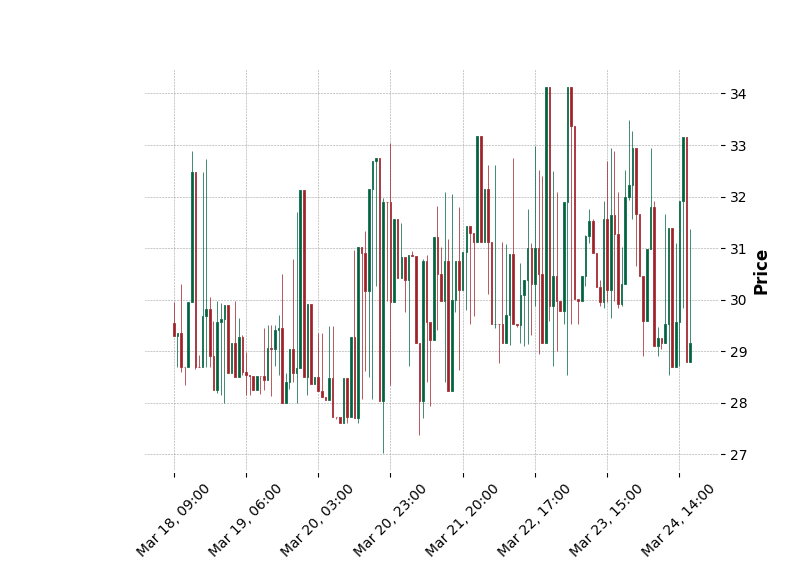 34
33
32
31
30
29
28
27
Price
Mar 18, 09:00
Mar 19, 06:00
Mar 20, 03:00
Mar 20, 23:00
Mar 21, 20:00
Mar 22, 17:00
Mar 23, 15:00
Mar 24, 14:00